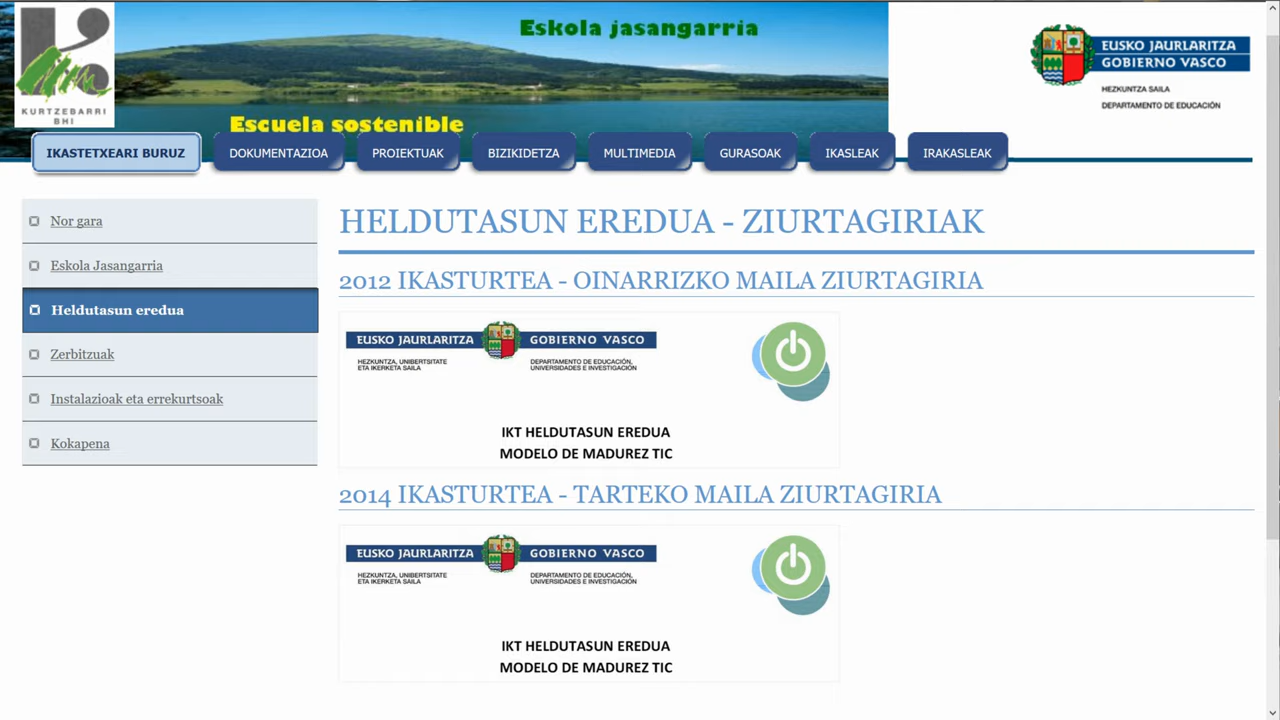 Eskola jasangarria
EUSKO JAURLARITZA
GOBIERNO VASCO
HEZKUNTZA SAILA
DEPARTAMENTO DE EDUCACIÓN
KURTZEBARRI
BHI
Escuela sostenible
IKASTETXEARI BURUZ
DOKUMENTAZIOA
PROIEKTUAK
BIZIKIDETZA
MULTIMEDIA
GURASOAK
IKASLEAK
IRAKASLEAK
Nor gara
Eskola Jasangarria
Heldutasun eredua
Zerbitzuak
Instalazioak eta errekurtsoak
Kokapena
HELDUTASUN EREDUA - ZIURTAGIRIAK
2012 IKASTURTEA - OINARRIZKO MAILA ZIURTAGIRIA
EUSKO JAURLARITZA
GOBIERNO VASCO
HEZKUNTZA, UNIBERTSITATE
ETA IKERKETA SAILA
DEPARTAMENTO DE EDUCACIÓN,
UNIVERSIDADES E INVESTIGACIÓN
IKT HELDUTASUN EREDUA
MODELO DE MADUREZ TIC
2014 IKASTURTEA - TARTEKO MAILA ZIURTAGIRIA
EUSKO JAURLARITZA
GOBIERNO VASCO
HEZKUNTZA, UNIBERTSITATE
ETA IKERKETA SAILA
DEPARTAMENTO DE EDUCACIÓN,
UNIVERSIDADES E INVESTIGACIÓN
IKT HELDUTASUN EREDUA
MODELO DE MADUREZ TIC